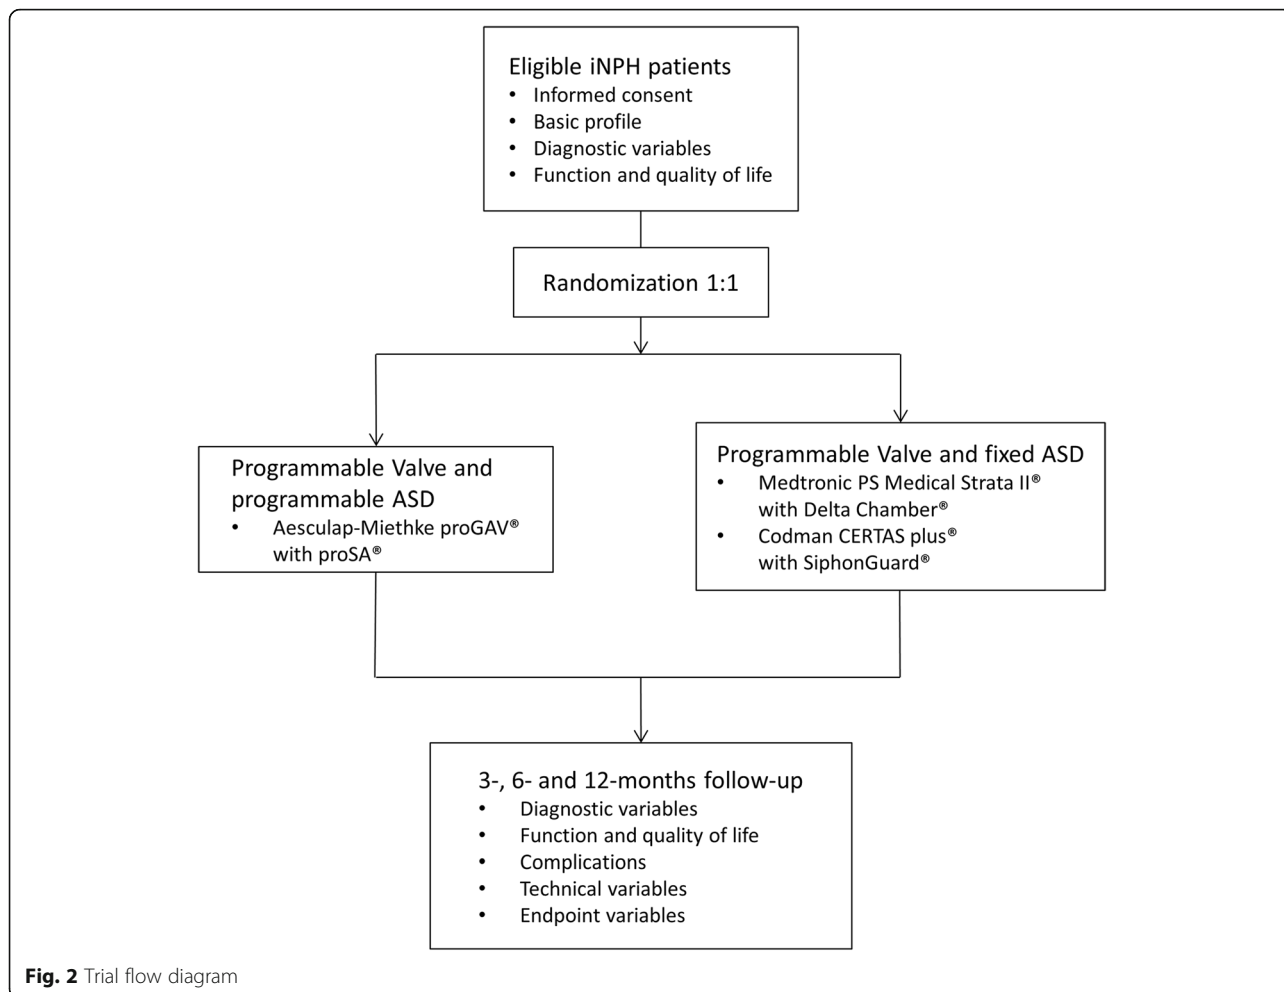 Eligible iNPH patients
• Informed consent
• Basic profile
• Diagnostic variables
• Function and quality of life
Randomization 1:1
Programmable Valve and
programmable ASD
• Aesculap-Miethke proGAV®
with proSA®
Programmable Valve and fixed ASD
• Medtronic PS Medical Strata II®
with Delta Chamber®
• Codman CERTAS plus®
with SiphonGuard®
3-, 6- and 12-months follow-up
• Diagnostic variables
• Function and quality of life
• Complications
• Technical variables
• Endpoint variables
Fig. 2 Trial flow diagram